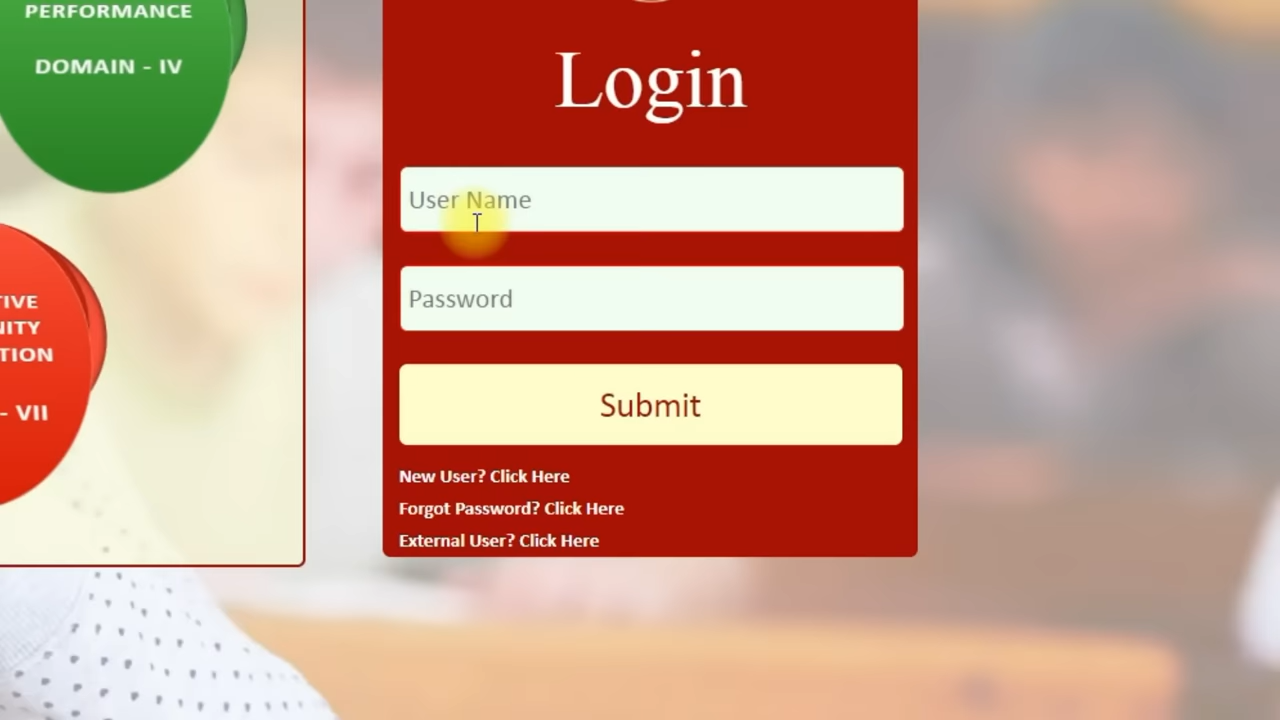 PERFORMANCE
DOMAIN - IV
TIVE
NITY
TION
- VII
Login
User Name
Password
Submit
New User? Click Here
Forgot Password? Click Here
External User? Click Here